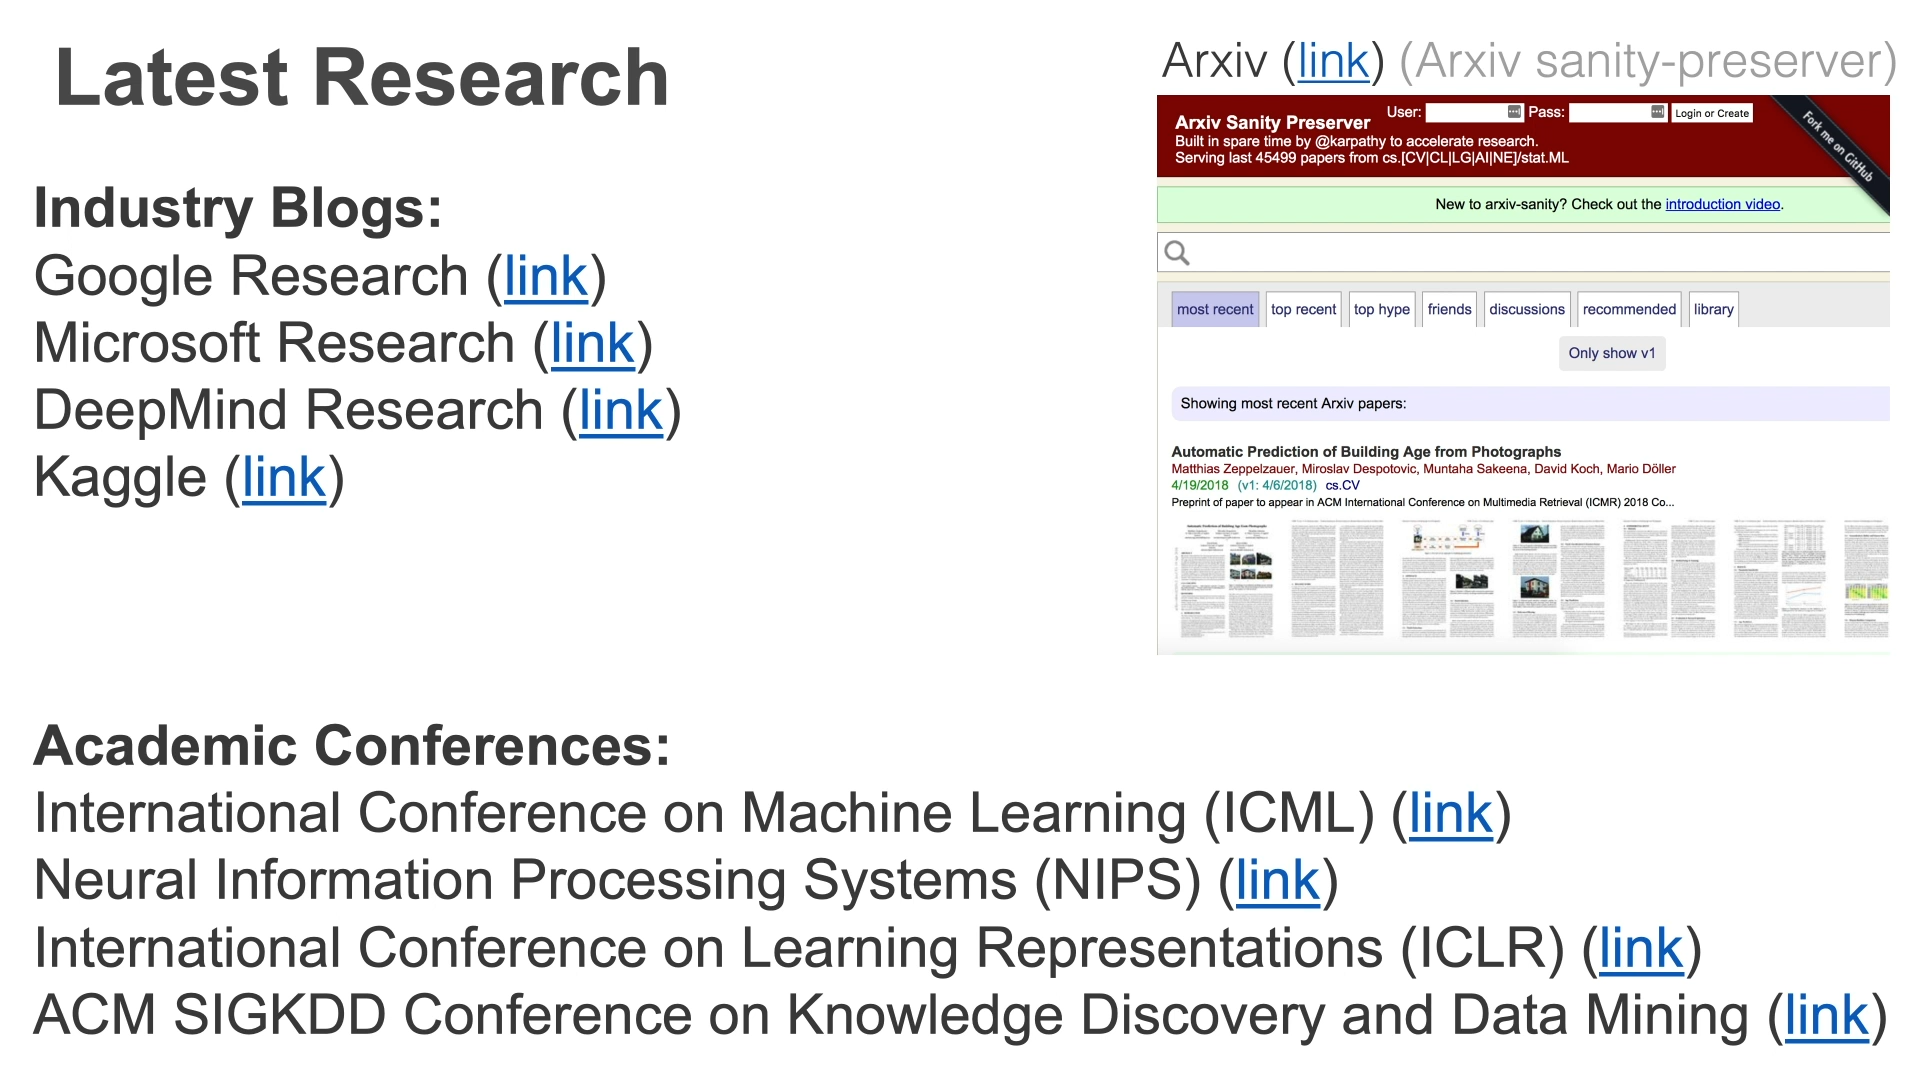 Latest Research
Industry Blogs:
Google Research (link)
Microsoft Research (link)
DeepMind Research (link)
Kaggle (link)
Arxiv (link) (Arxiv sanity-preserver)
User: Pass: Login or Create
Arxiv Sanity Preserver
Built in spare time by @karpathy to accelerate research.
Serving last 45499 papers from cs.[CV|CL|LG|AI|NE]/stat.ML
Fork me on GitHub
New to arxiv-sanity? Check out the introduction video.
most recent top recent top hype friends discussions recommended library
Only show v1
Showing most recent Arxiv papers:
Automatic Prediction of Building Age from Photographs
Matthias Zeppelzauer, Miroslav Despotovic, Muntaha Sakeena, David Koch, Mario Döller
4/19/2018 (v1: 4/6/2018) cs.CV
Preprint of paper to appear in ACM International Conference on Multimedia Retrieval (ICMR) 2018 Co...
Automatic Prediction of Building Age from Photographs
Academic Conferences:
International Conference on Machine Learning (ICML) (link)
Neural Information Processing Systems (NIPS) (link)
International Conference on Learning Representations (ICLR) (link)
ACM SIGKDD Conference on Knowledge Discovery and Data Mining (link)